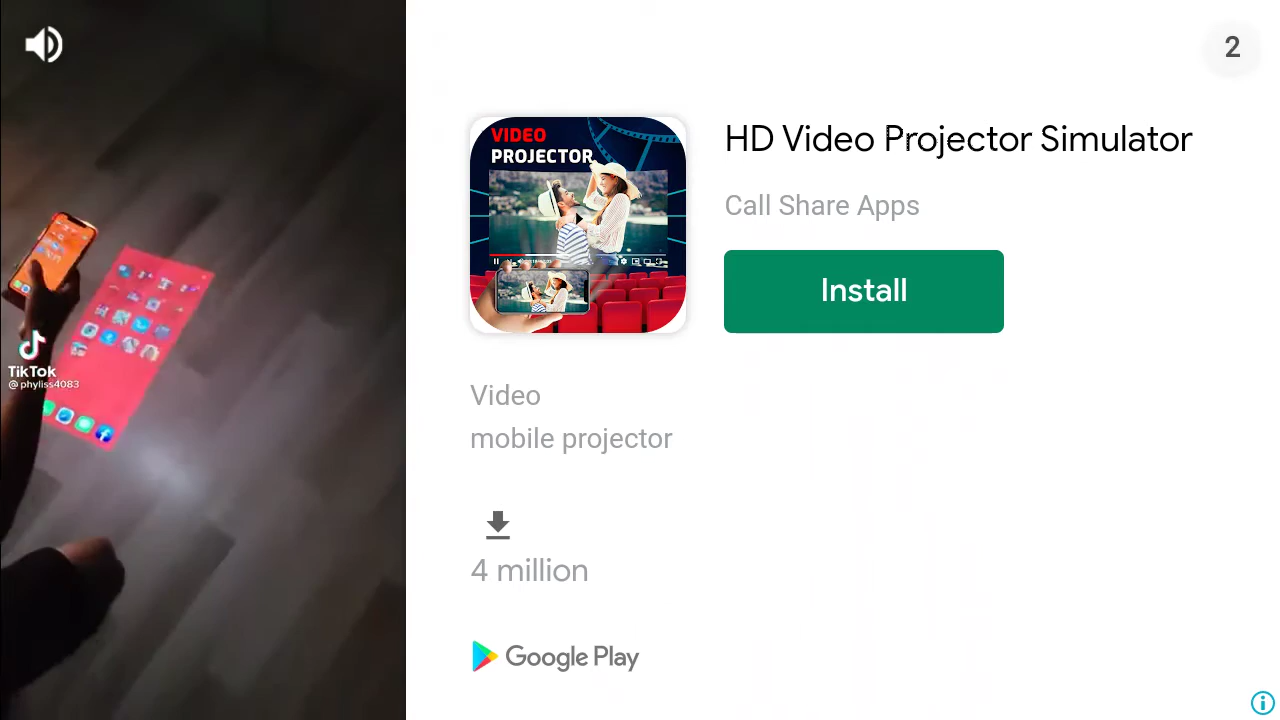 2
VIDEO
PROJECTOR
HD Video Projector Simulator
Call Share Apps
Install
TikTok
@phyliss4083
Video
mobile projector
4 million
Google Play